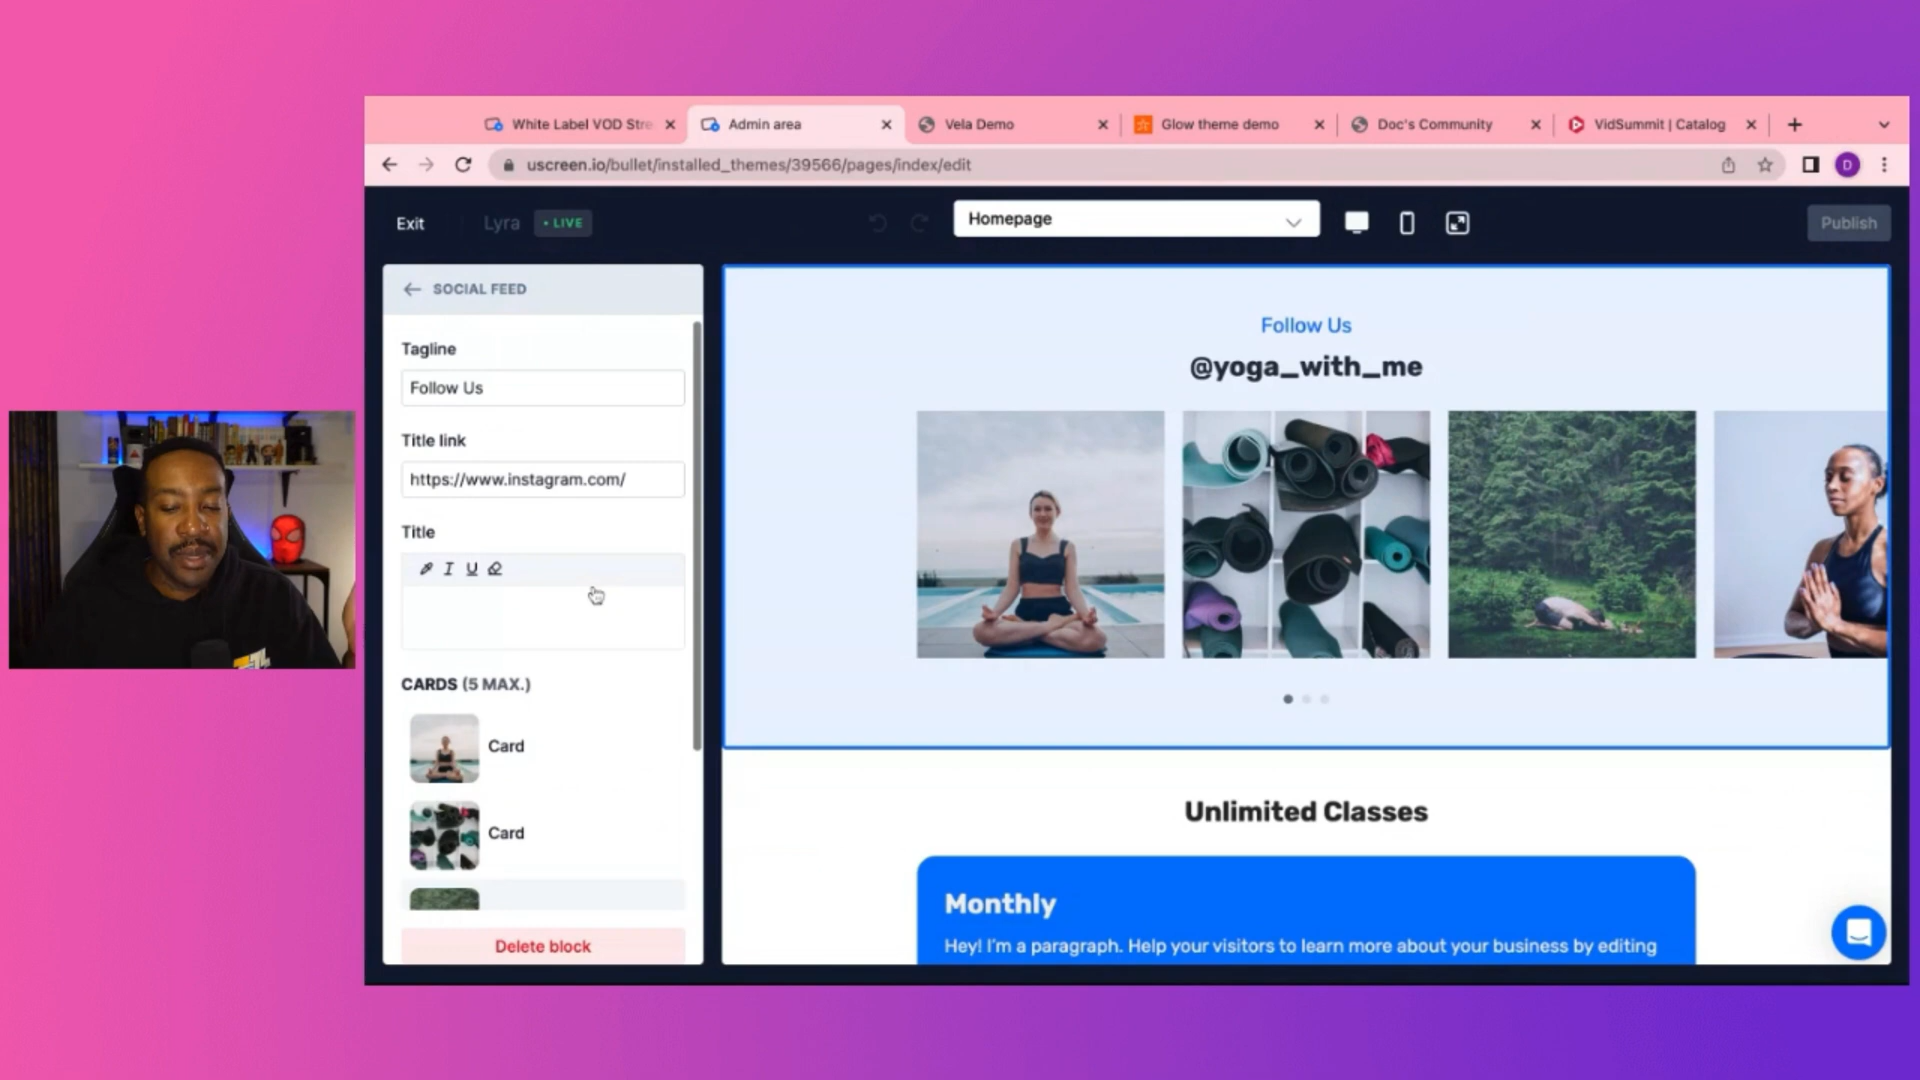 White Label VOD Stre
Admin area
Vela Demo
Glow theme demo
Doc's Community
VidSummit | Catalog
uscreen.io/bullet/installed_themes/39566/pages/index/edit
D
Exit
Lyra
• LIVE
Homepage
Publish
SOCIAL FEED
Tagline
Follow Us
Title link
https://www.instagram.com/
Title
I U
CARDS (5 MAX.)
Card
Card
Delete block
Follow Us
@yoga_with_me
Unlimited Classes
Monthly
Hey! I'm a paragraph. Help your visitors to learn more about your business by editing